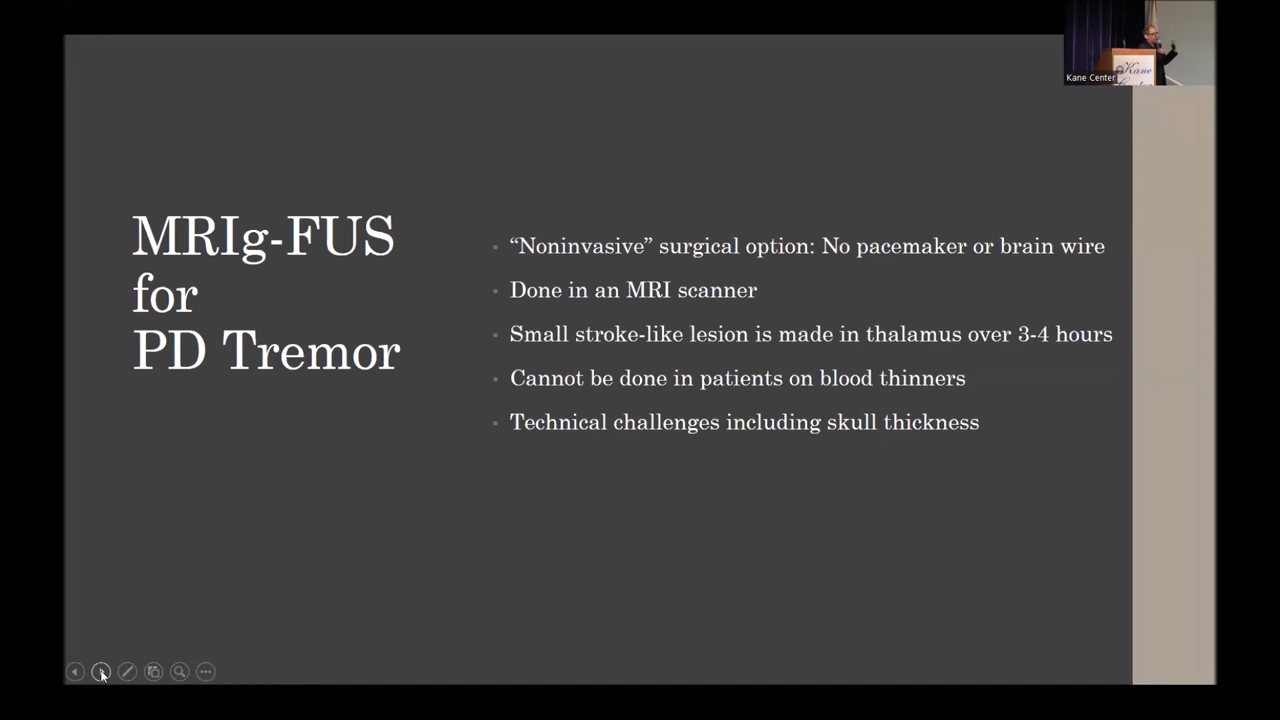 Kane Center
Kane
Center
MRIg-FUS
for
PD Tremor
“Noninvasive” surgical option: No pacemaker or brain wire
Done in an MRI scanner
Small stroke-like lesion is made in thalamus over 3-4 hours
Cannot be done in patients on blood thinners
Technical challenges including skull thickness